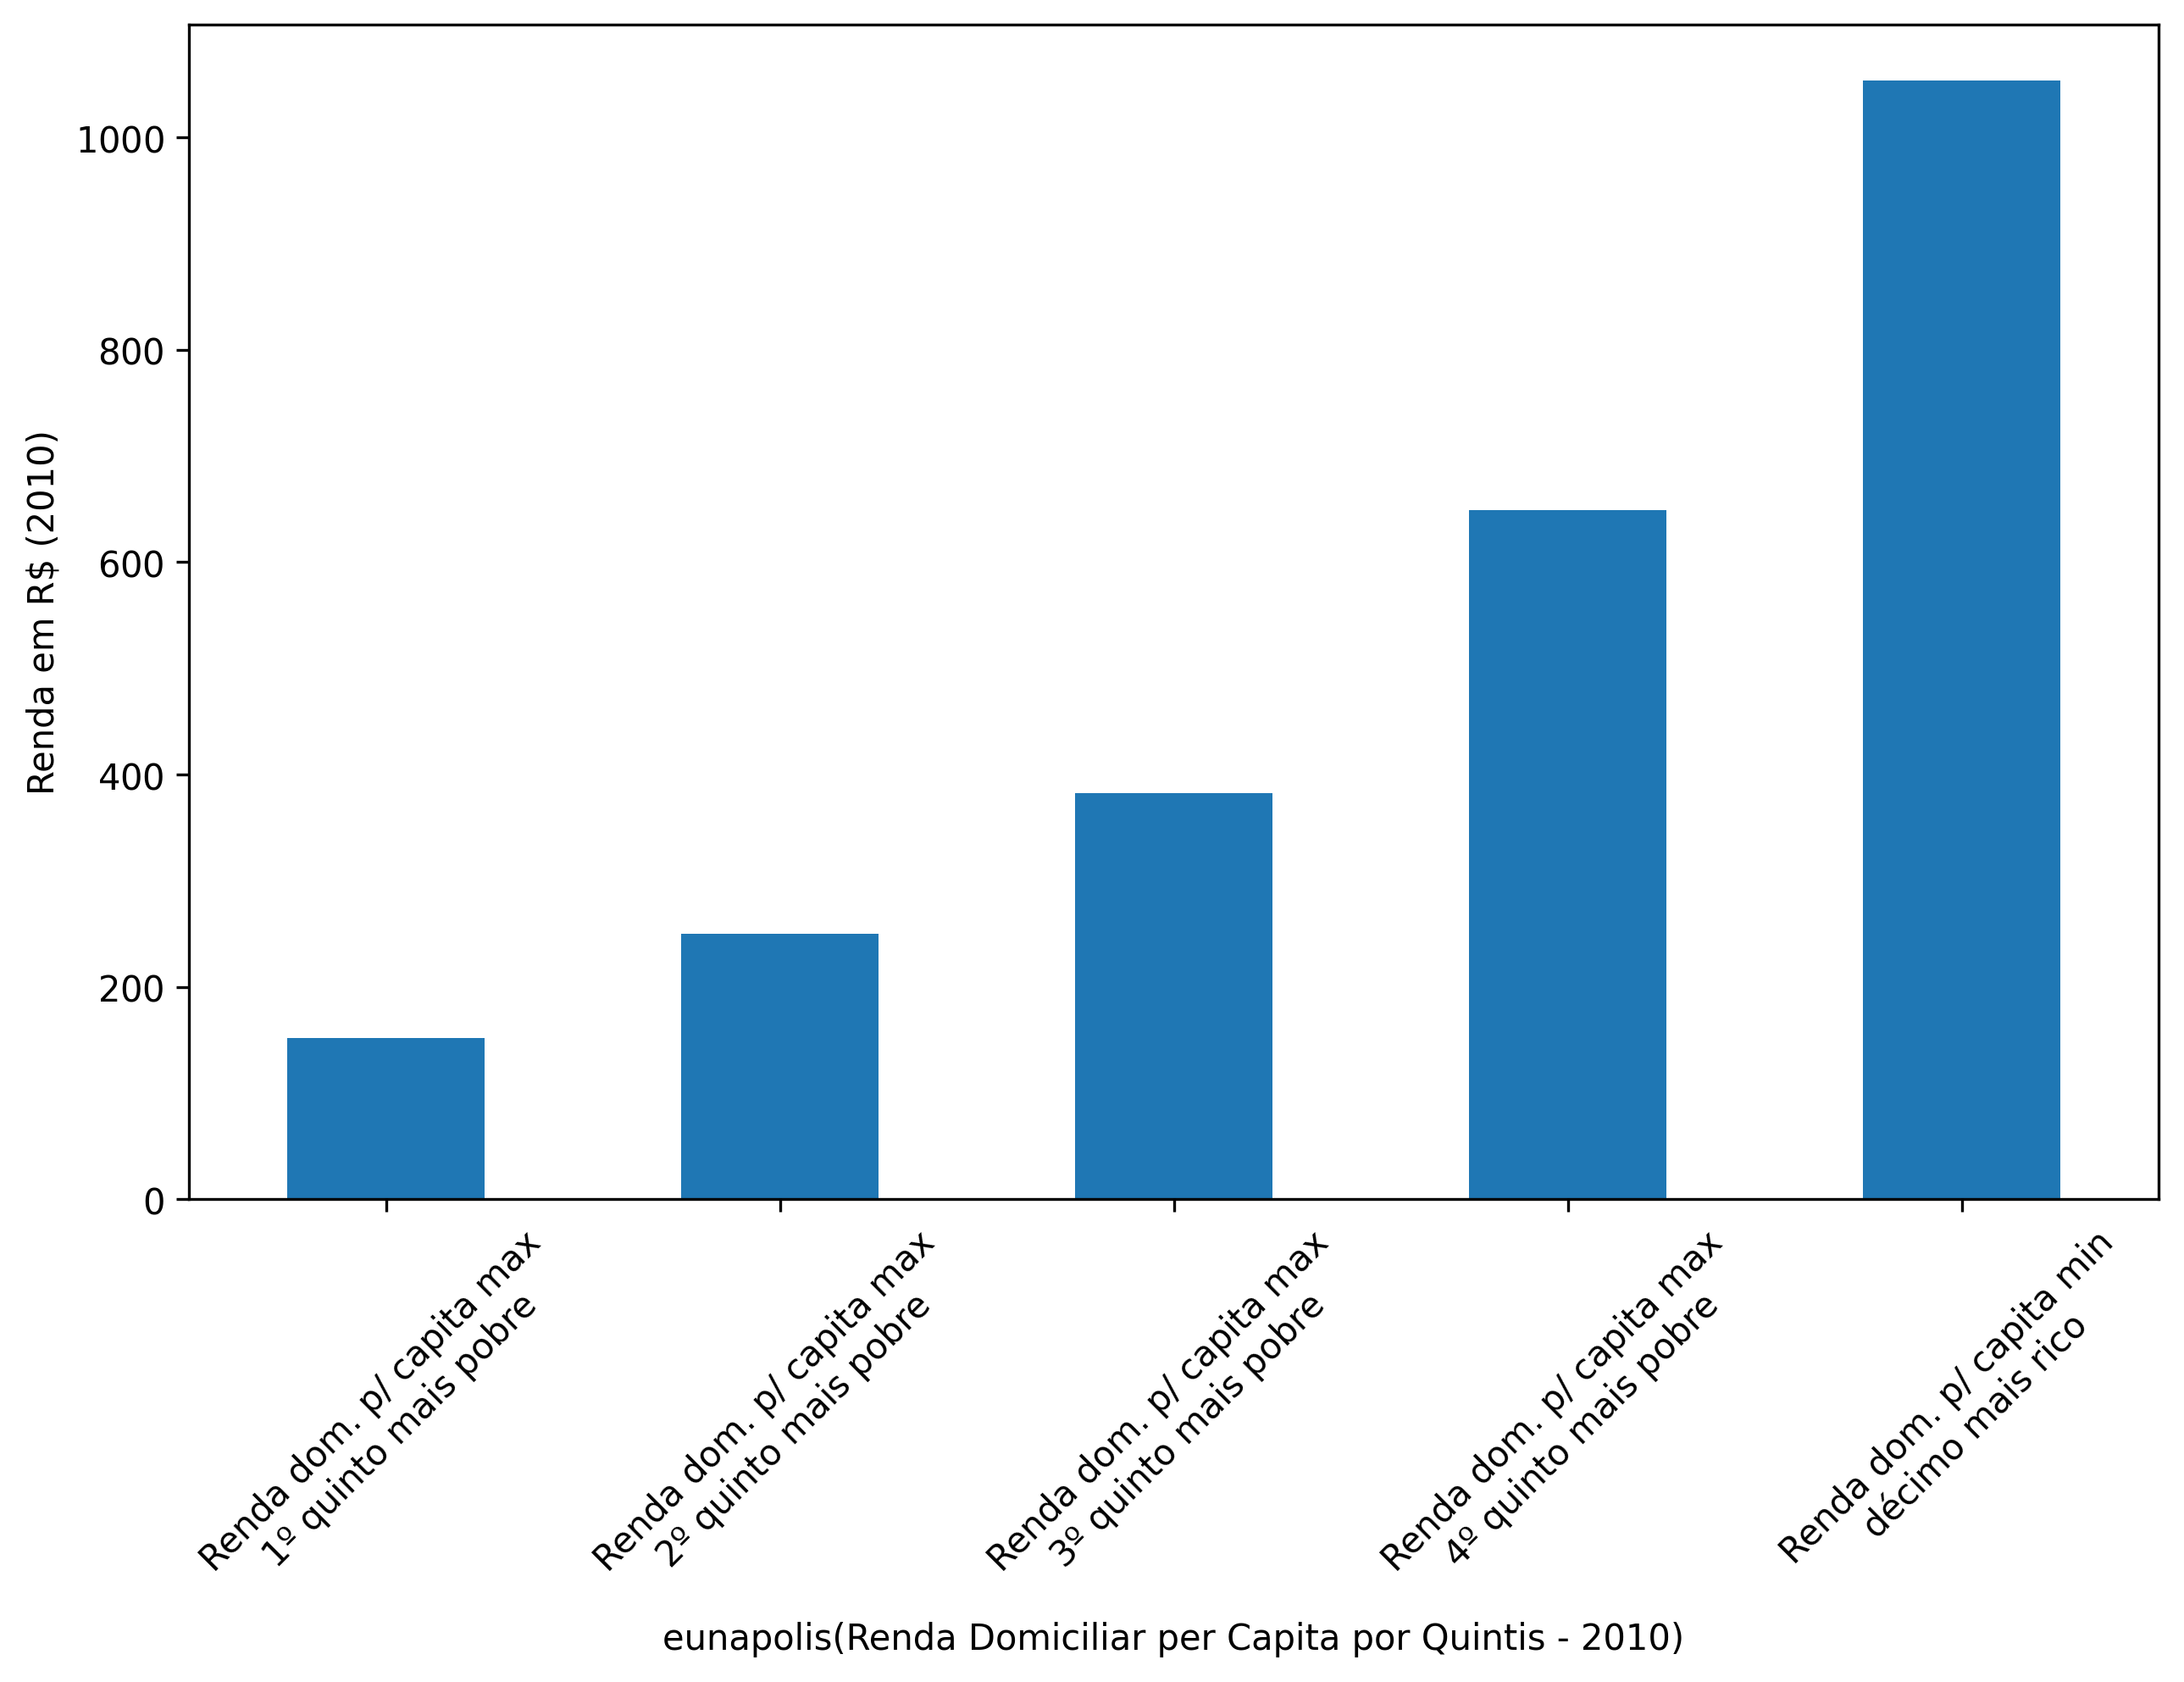 1000
800
600
400
200
0
Renda em R$ (2010)
Renda dom. p/ capita max
1º quinto mais pobre
Renda dom. p/ capita max
2º quinto mais pobre
Renda dom. p/ capita max
3º quinto mais pobre
Renda dom. p/ capita max
4º quinto mais pobre
Renda dom. p/ capita min
décimo mais rico
eunapolis(Renda Domiciliar per Capita por Quintis - 2010)